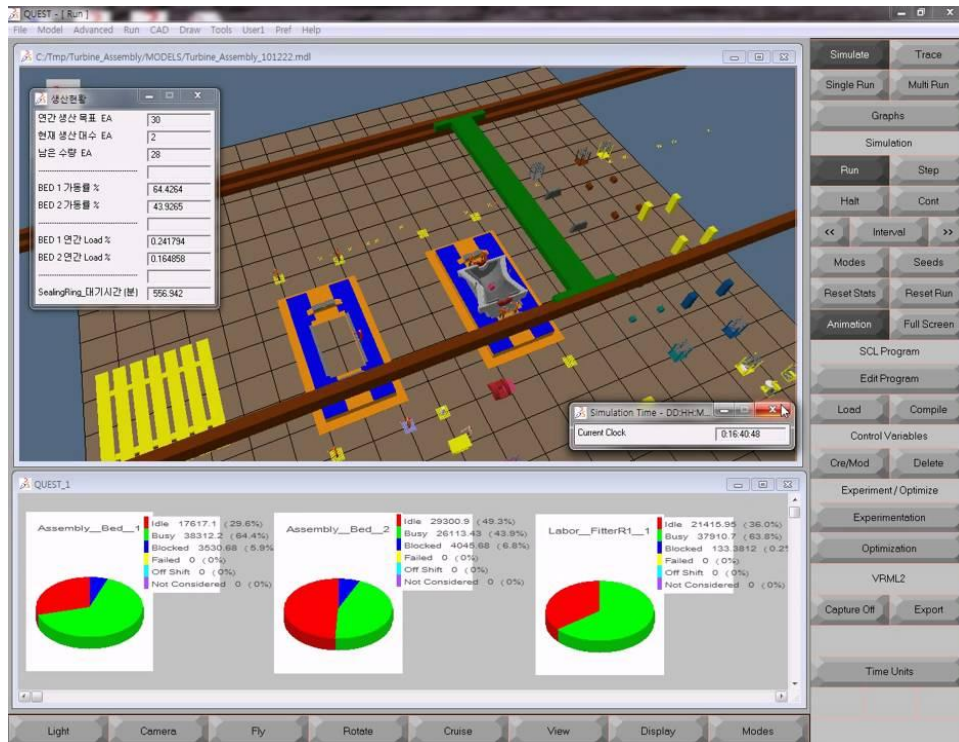 QUEST - [ Run ]
File Model Advanced Run CAD Draw Tools User1 Pref Help
C:/Tmp/Turbine_Assembly/MODELS/Turbine_Assembly_101222.mdl
생산현황
연간 생산 목표 EA 30
현재 생산 대수 EA 2
남은 수량 EA 28
BED 1 가동률 % 64.4264
BED 2 가동률 % 43.9265
BED 1 연간 Load % 0.241794
BED 2 연간 Load % 0.164858
SealingRing_대기시간 (분) 556.942
Simulation Time - DD:HH:M...
Current Clock 0:16:40:48
QUEST_1
Assembly__Bed__1
Idle 17617.1 (29.6%)
Busy 38312.2 (64.4%)
Blocked 3530.68 (5.9%
Failed 0 (0%)
Off Shift 0 (0%)
Not Considered 0 (0%)
Assembly__Bed__2
Idle 29300.9 (49.3%)
Busy 26113.43 (43.9%)
Blocked 4045.68 (6.8%
Failed 0 (0%)
Off Shift 0 (0%)
Not Considered 0 (0%)
Labor__FitterR1__1
Idle 21415.95 (36.0%)
Busy 37910.7 (63.8%)
Blocked 133.3812 (0.2
Failed 0 (0%)
Off Shift 0 (0%)
Not Considered 0 (0%)
Simulate Trace
Single Run Multi Run
Graphs
Simulation
Run Step
Halt Cont
<< Interval >>
Modes Seeds
Reset Stats Reset Run
Animation Full Screen
SCL Program
Edit Program
Load Compile
Control Variables
Cre/Mod Delete
Experiment / Optimize
Experimentation
Optimization
VRML2
Capture Off Export
Time Units
Light Camera Fly Rotate Cruise View Display Modes